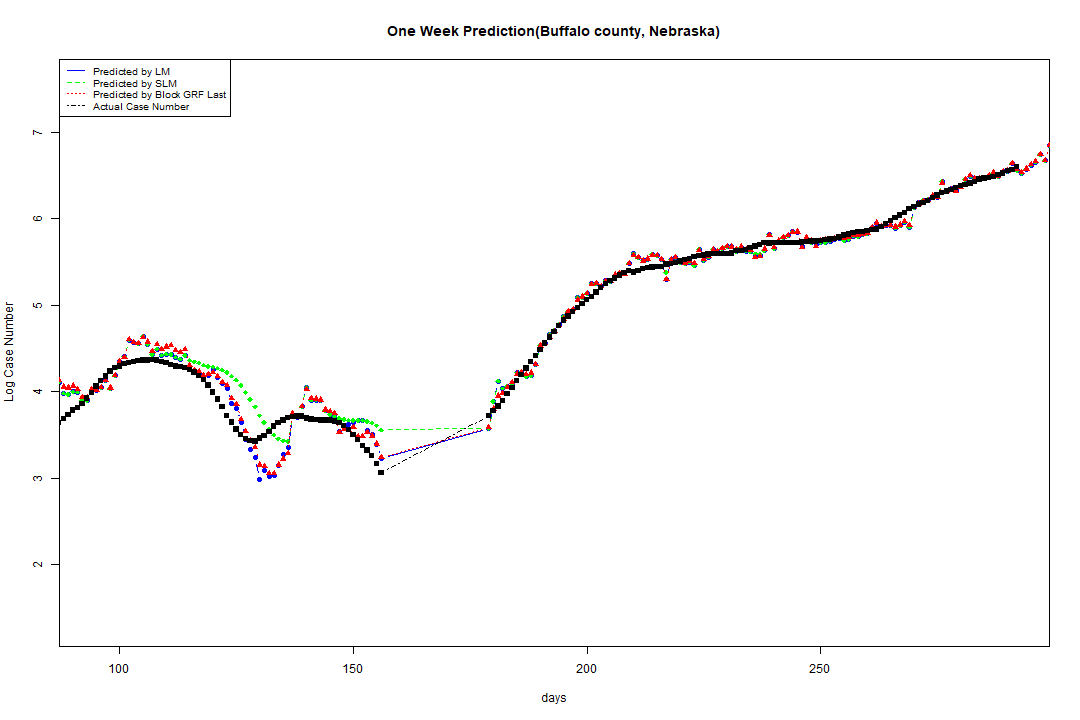 One Week Prediction(Buffalo county, Nebraska)
Predicted by LM
Predicted by SLM
Predicted by Block GRF Last
Actual Case Number
7
6
5
4
3
2
Log Case Number
100
150
200
250
days